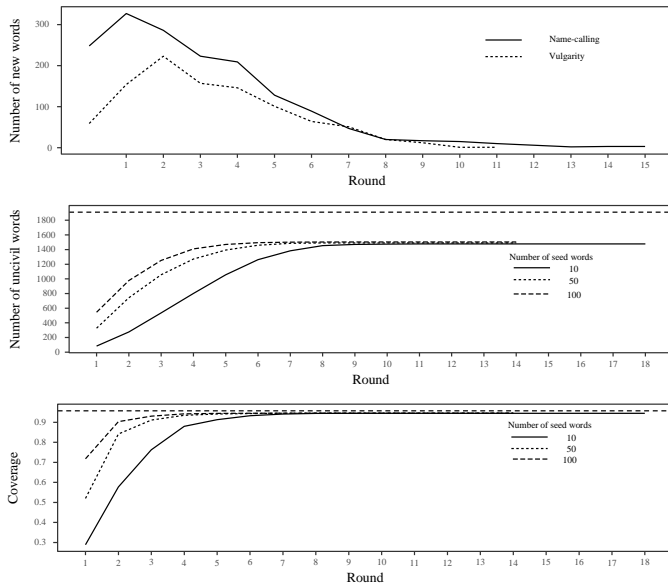 Number of new words
300
200
100
0
Name-calling
Vulgarity
1 2 3 4 5 6 7 8 9 10 11 12 13 14 15
Round
Number of uncivil words
1800
1600
1400
1200
1000
800
600
400
200
0
Number of seed words
10
50
100
1 2 3 4 5 6 7 8 9 10 11 12 13 14 15 16 17 18
Round
Coverage
0.9
0.8
0.7
0.6
0.5
0.4
0.3
Number of seed words
10
50
100
1 2 3 4 5 6 7 8 9 10 11 12 13 14 15 16 17 18
Round